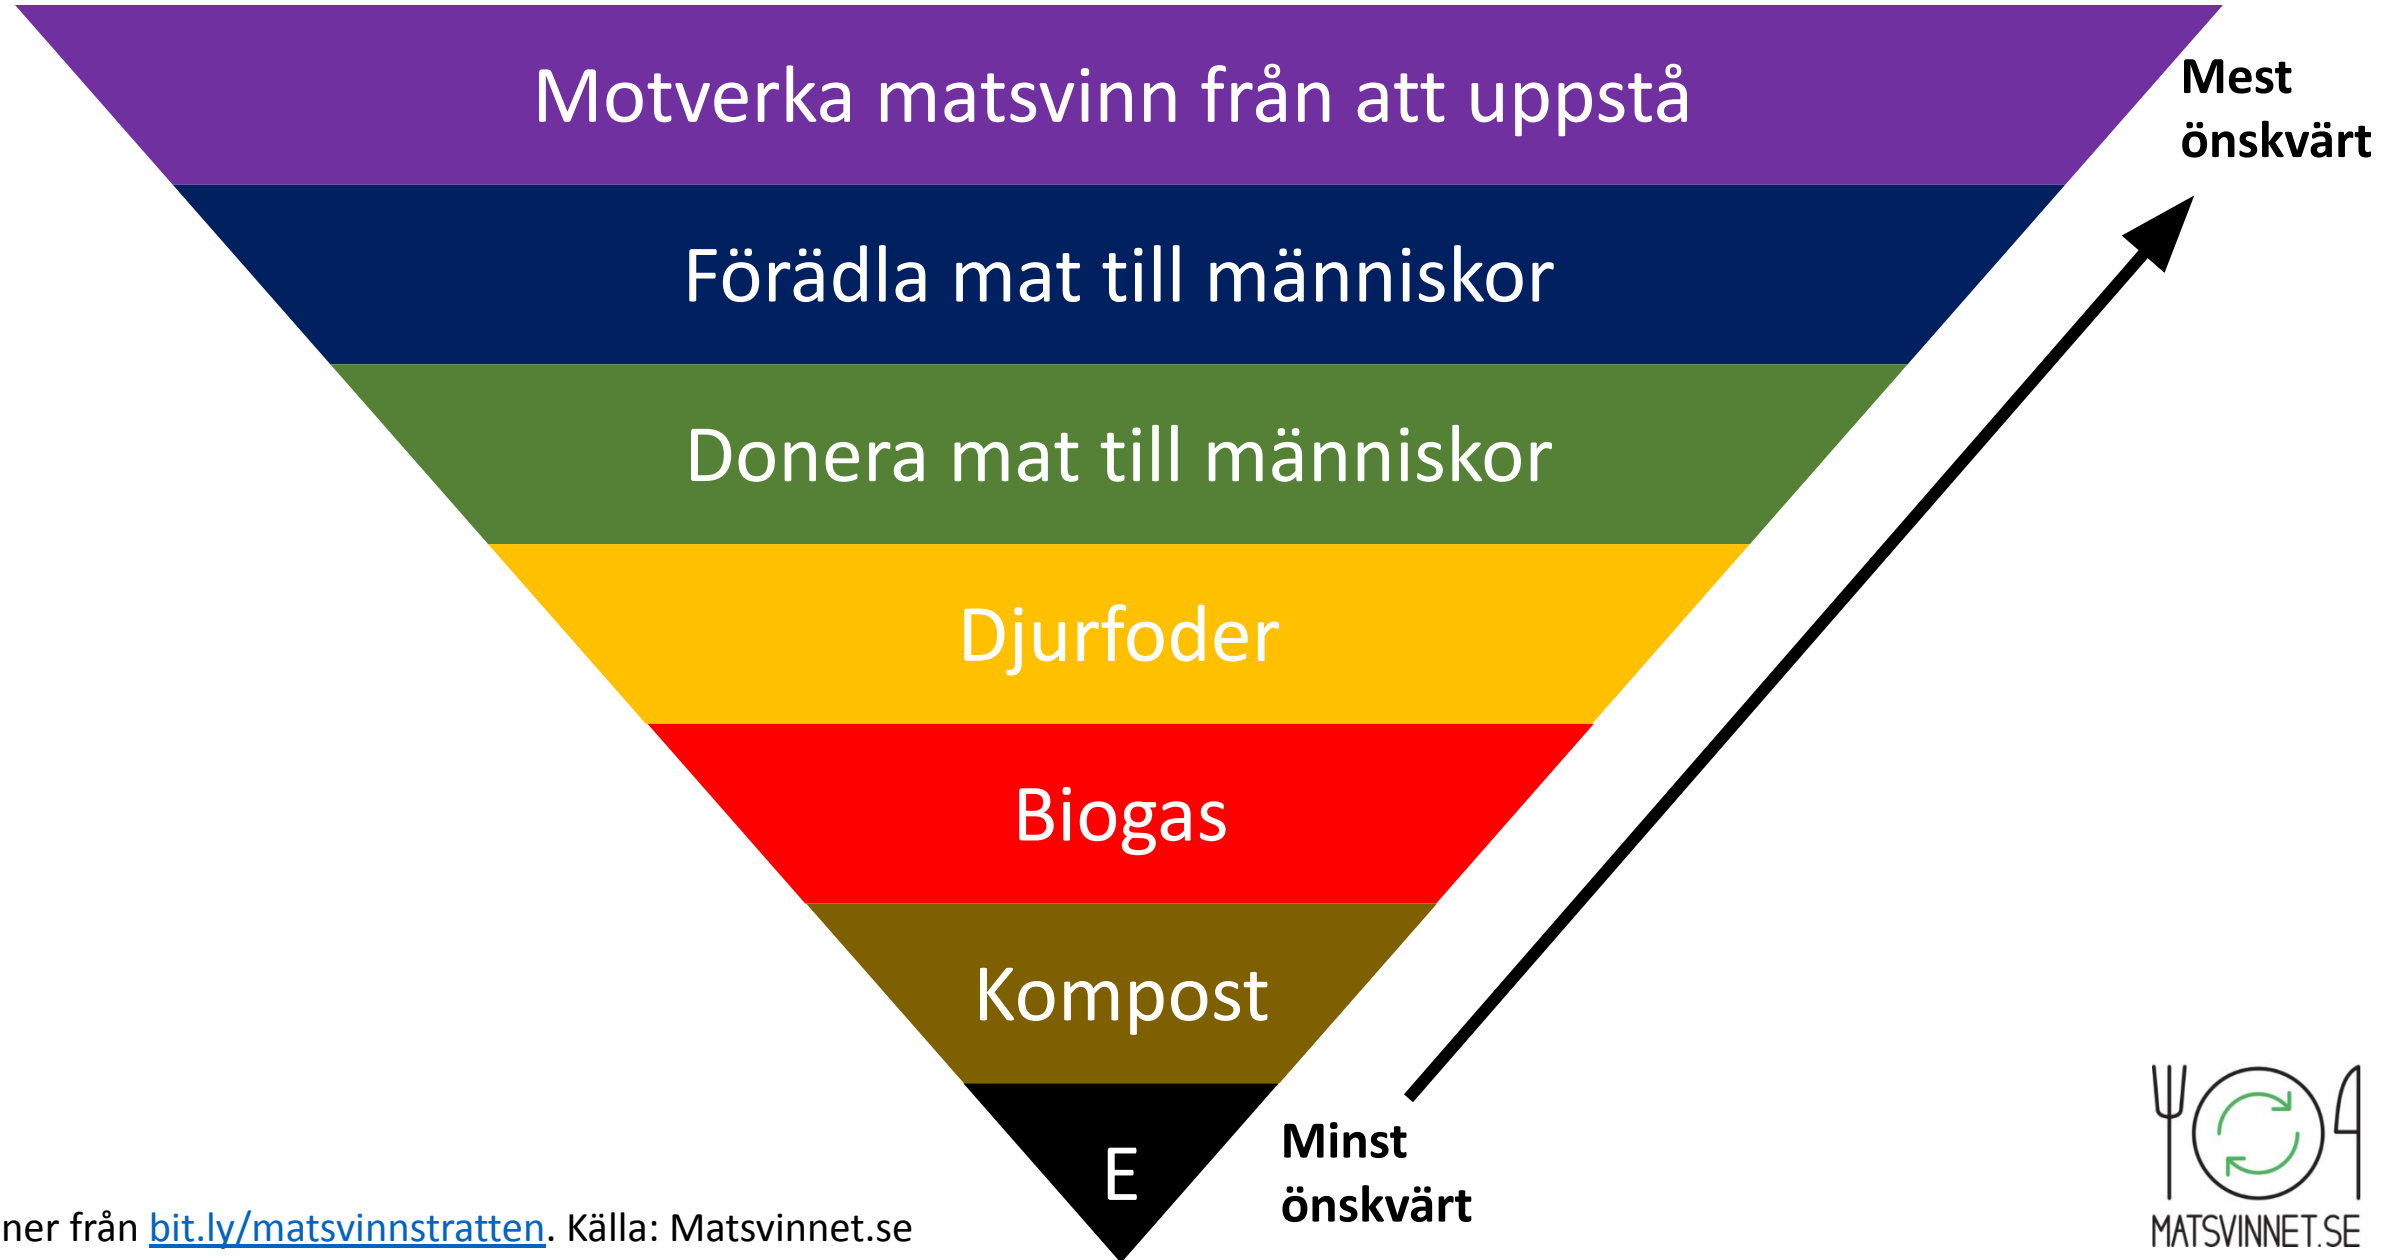 Motverka matsvinn från att uppstå
Mest
önskvärt
Förädla mat till människor
Donera mat till människor
Djurfoder
Biogas
Kompost
E
Minst
önskvärt
ner från bit.ly/matsvinnstratten. Källa: Matsvinnet.se
MATSVINNET.SE